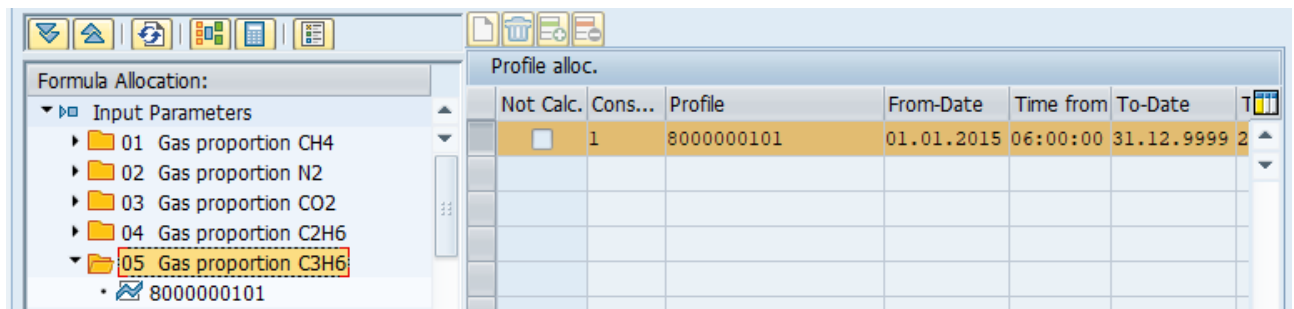 Formula Allocation:
Input Parameters
01 Gas proportion CH4
02 Gas proportion N2
03 Gas proportion CO2
04 Gas proportion C2H6
05 Gas proportion C3H6
8000000101
Profile alloc.
Not Calc. Cons... Profile From-Date Time from To-Date T
1 8000000101 01.01.2015 06:00:00 31.12.9999 2